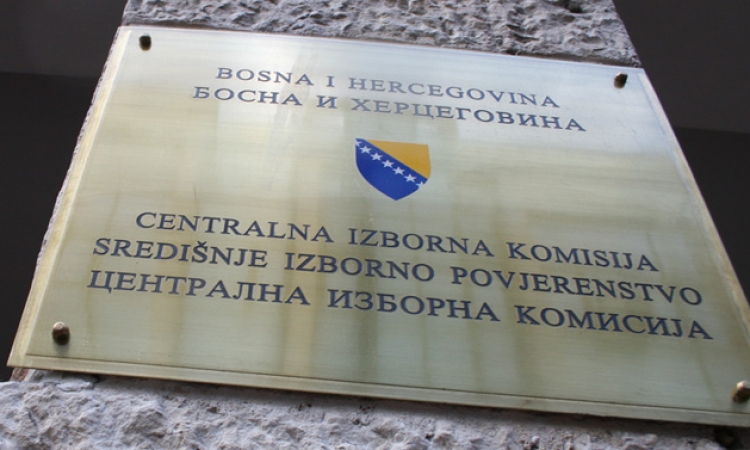 BOSNA I HERCEGOVINA
БОСНА И ХЕРЦЕГОВИНА
CENTRALNA IZBORNA KOMISIJA
SREDIŠNJE IZBORNO POVJERENSTVO
ЦЕНТРАЛНА ИЗБОРНА КОМИСИЈА